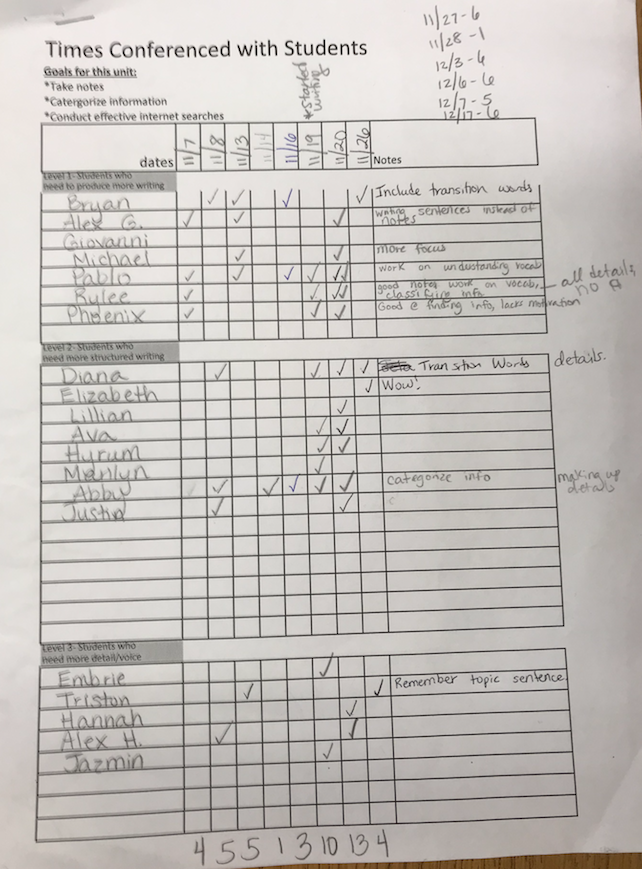 11/27-6
11/28-1
12/3-6
12/6-6
12/7-5
12/17-6
Times Conferenced with Students
Goals for this unit:
*Take notes
*Catergorize information
*Conduct effective internet searches
*started writing
dates 11/7 11/8 11/13 11/14 11/16 11/19 11/20 11/26 Notes
Level 1- Students who
need to produce more writing
Bryan ✓ ✓ ✓ ✓ Include transition words
Alex G. ✓ ✓ ✓ writing sentences instead of notes
Giovanni
Michael ✓ ✓ more focus
Pablo ✓ ✓ ✓ ✓ ✓✓ work on undustanding vocab
Rylee ✓ ✓ ✓✓ good notes work on vocab, classifying info - all details, no
Phoenix ✓ ✓ ✓ Good @ finding info, lacks motivation
Level 2- Students who
need more structured writing
Diana ✓ ✓ ✓ ✓ Transition Words details.
Elizabeth ✓ Wow!
Lillian ✓
Ava ✓ ✓
Hyrum ✓ ✓
Marilyn ✓
Abby ✓ ✓ ✓ ✓ ✓ categorize info making up details
Justin ✓ ✓
Level 3- Students who
need more detail/voice
Embrie ✓
Triston ✓ ✓ Remember topic sentence
Hannah ✓
Alex H. ✓ ✓
Jazmin ✓
4 5 5 1 3 10 13 4